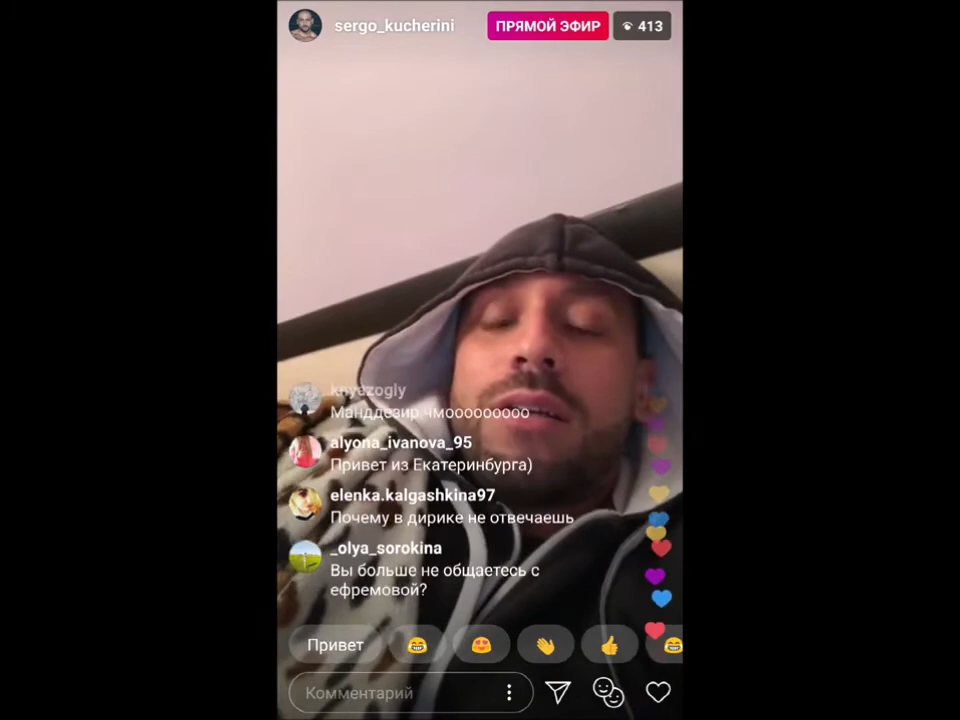 sergo_kucherini
ПРЯМОЙ ЭФИР
413
knyazogly
Манддезир чмооооооооо
alyona_ivanova_95
Привет из Екатеринбурга)
elenka.kalgashkina97
Почему в дирике не отвечаешь
_olya_sorokina
Вы больше не общаетесь с
ефремовой?
Привет
Комментарий